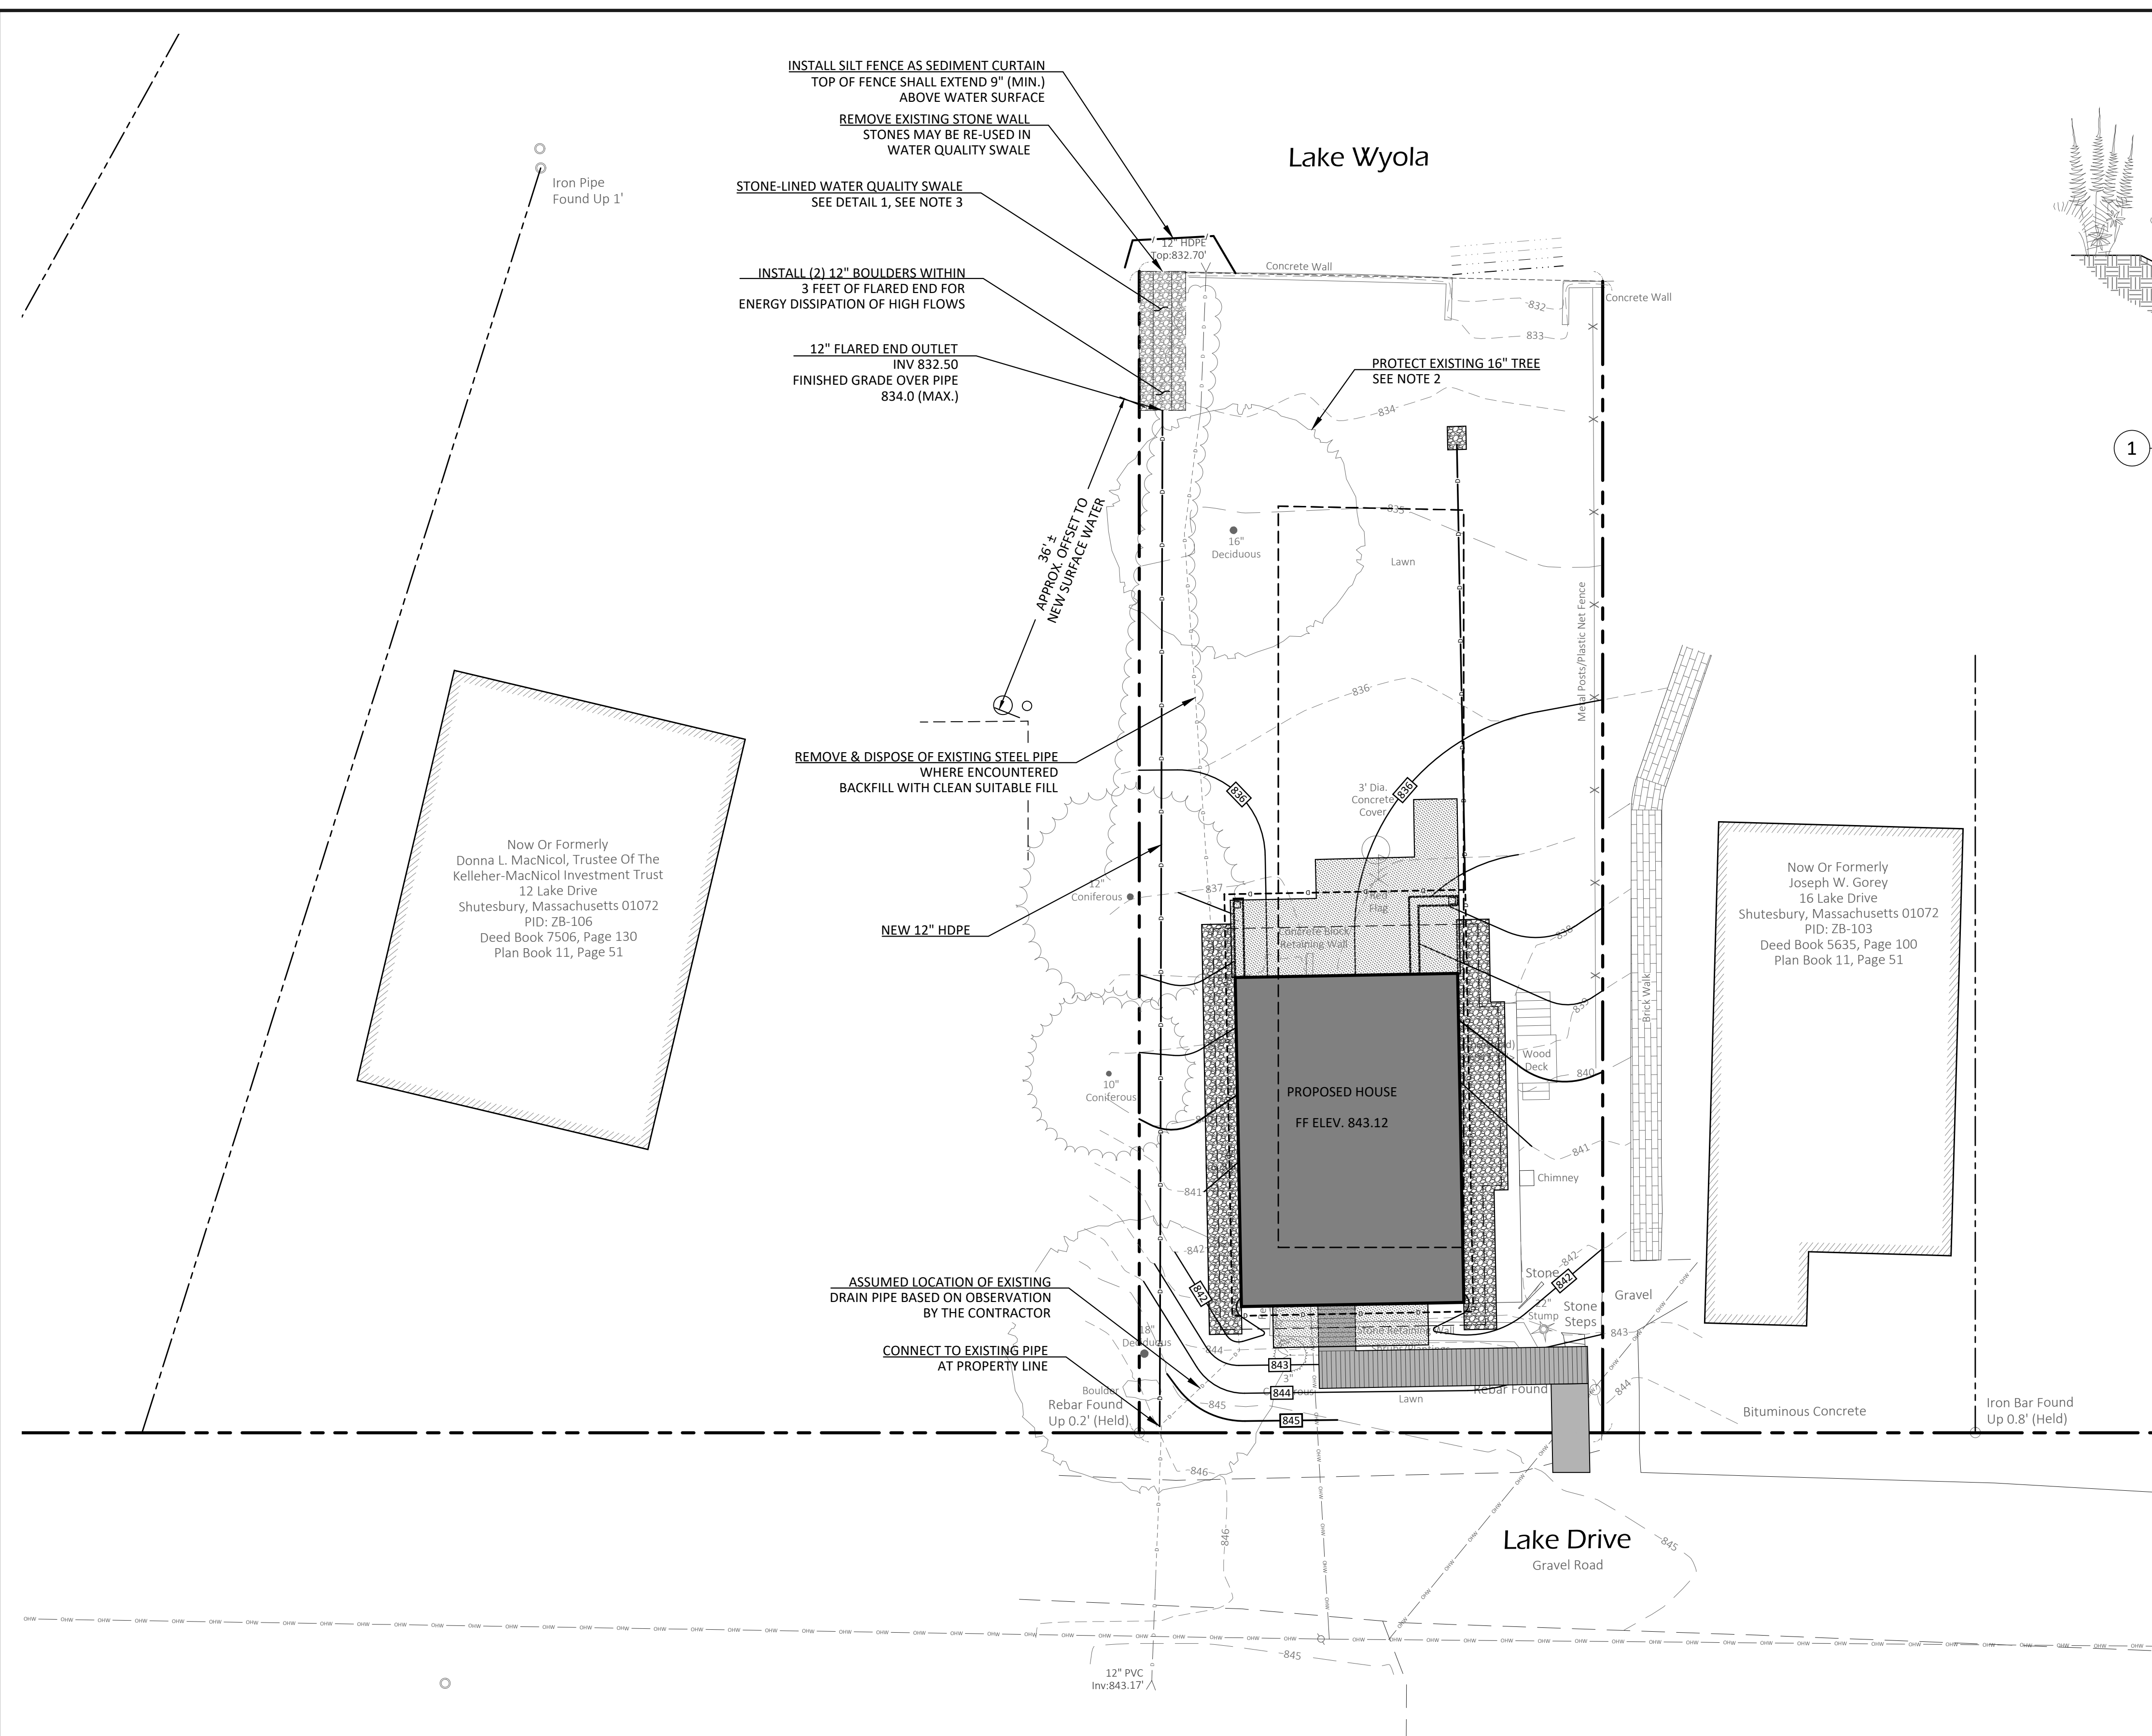 INSTALL SILT FENCE AS SEDIMENT CURTAIN
TOP OF FENCE SHALL EXTEND 9" (MIN.)
ABOVE WATER SURFACE
REMOVE EXISTING STONE WALL
STONES MAY BE RE-USED IN
WATER QUALITY SWALE
Lake Wyola
Iron Pipe
Found Up 1'
STONE-LINED WATER QUALITY SWALE
SEE DETAIL 1, SEE NOTE 3
12" HDPE
Top:832.70'
Concrete Wall
Concrete Wall
INSTALL (2) 12" BOULDERS WITHIN
3 FEET OF FLARED END FOR
ENERGY DISSIPATION OF HIGH FLOWS
832
833
12" FLARED END OUTLET
INV 832.50
FINISHED GRADE OVER PIPE
834.0 (MAX.)
PROTECT EXISTING 16" TREE
SEE NOTE 2
834
1
36' ±
APPROX. OFFSET TO
NEW SURFACE WATER
835
16"
Deciduous
Lawn
Metal Posts/Plastic Net Fence
836
REMOVE & DISPOSE OF EXISTING STEEL PIPE
WHERE ENCOUNTERED
BACKFILL WITH CLEAN SUITABLE FILL
836
836
3' Dia.
Concrete
Cover
Now Or Formerly
Donna L. MacNicol, Trustee Of The
Kelleher-MacNicol Investment Trust
12 Lake Drive
Shutesbury, Massachusetts 01072
PID: ZB-106
Deed Book 7506, Page 130
Plan Book 11, Page 51
Now Or Formerly
Joseph W. Gorey
16 Lake Drive
Shutesbury, Massachusetts 01072
PID: ZB-103
Deed Book 5635, Page 100
Plan Book 11, Page 51
12"
Coniferous
837
Red
Flag
NEW 12" HDPE
Concrete Block
Retaining Wall
838
839
Brick Walk
Wood
Deck
840
10"
Coniferous
PROPOSED HOUSE
FF ELEV. 843.12
841
841
Chimney
842
842
842
842
Stone
ASSUMED LOCATION OF EXISTING
DRAIN PIPE BASED ON OBSERVATION
BY THE CONTRACTOR
Gravel
22"
Stump
Stone
Steps
18"
Deciduous
Stone Retaining Wall
843
844
CONNECT TO EXISTING PIPE
AT PROPERTY LINE
843
3"
844
844
Boulder
Rebar Found
Up 0.2' (Held)
845
845
Lawn
Rebar Found
Bituminous Concrete
Iron Bar Found
Up 0.8' (Held)
846
846
Lake Drive
Gravel Road
845
845
12" PVC
Inv:843.17'